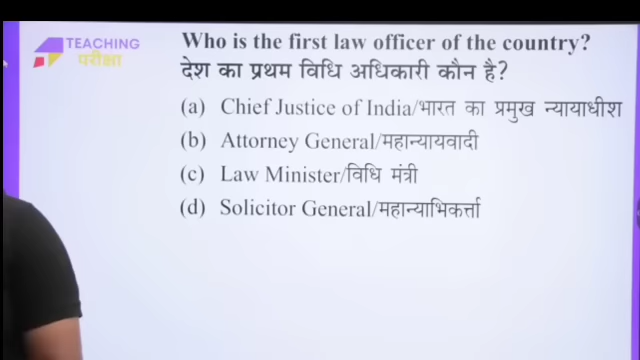 TEACHING
परीक्षा
Who is the first law officer of the country?
देश का प्रथम विधि अधिकारी कौन है?
(a) Chief Justice of India/भारत का प्रमुख न्यायाधीश
(b) Attorney General/महान्यायवादी
(c) Law Minister/विधि मंत्री
(d) Solicitor General/महान्याभिकर्त्ता